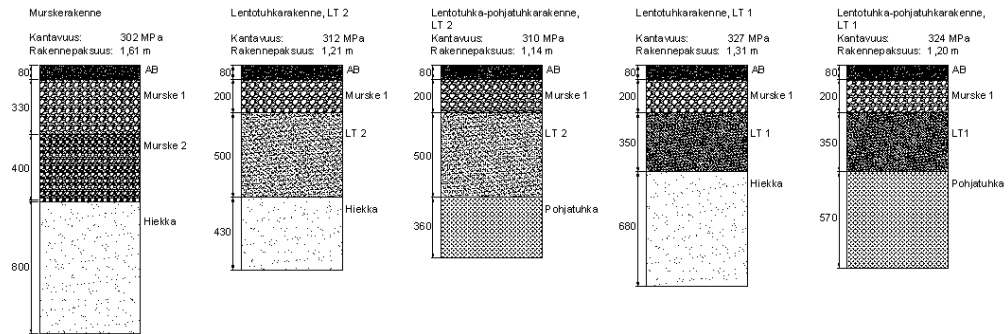 Murskerakenne
Kantavuus: 302 MPa
Rakennepaksuus: 1,61 m
80
AB
330
Murske 1
400
Murske 2
800
Hiekka
Lentotuhkarakenne, LT 2
Kantavuus: 312 MPa
Rakennepaksuus: 1,21 m
80
AB
200
Murske 1
500
LT 2
430
Hiekka
Lentotuhka-pohjatuhkarakenne,
LT 2
Kantavuus: 310 MPa
Rakennepaksuus: 1,14 m
80
AB
200
Murske 1
500
LT 2
360
Pohjatuhka
Lentotuhkarakenne, LT 1
Kantavuus: 327 MPa
Rakennepaksuus: 1,31 m
80
AB
200
Murske 1
350
LT 1
680
Hiekka
Lentotuhka-pohjatuhkarakenne,
LT 1
Kantavuus: 324 MPa
Rakennepaksuus: 1,20 m
80
AB
200
Murske 1
350
LT1
570
Pohjatuhka